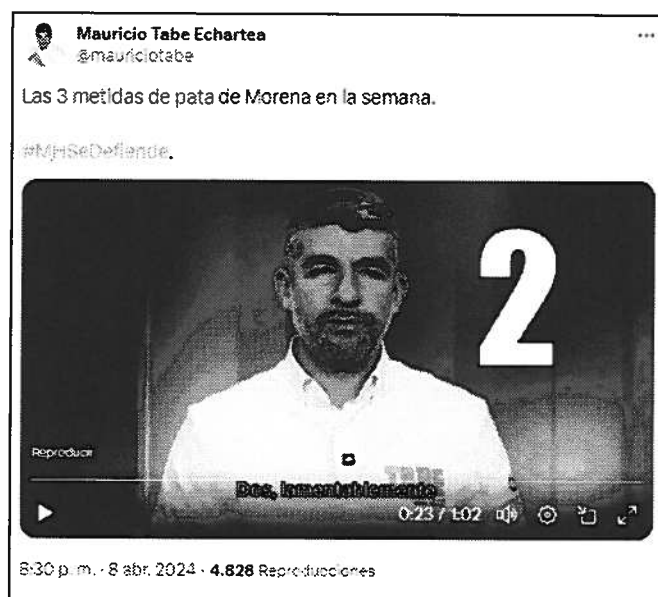 Mauricio Tabe Echartea
@mauriciotabe
Las 3 metidas de pata de Morena en la semana.
#MHSeDefiende.
2
Reproducir
TABE
Dos, lamentablemente
0:23 / 1:02
8:30 p. m. · 8 abr. 2024 · 4.828 Reproducciones